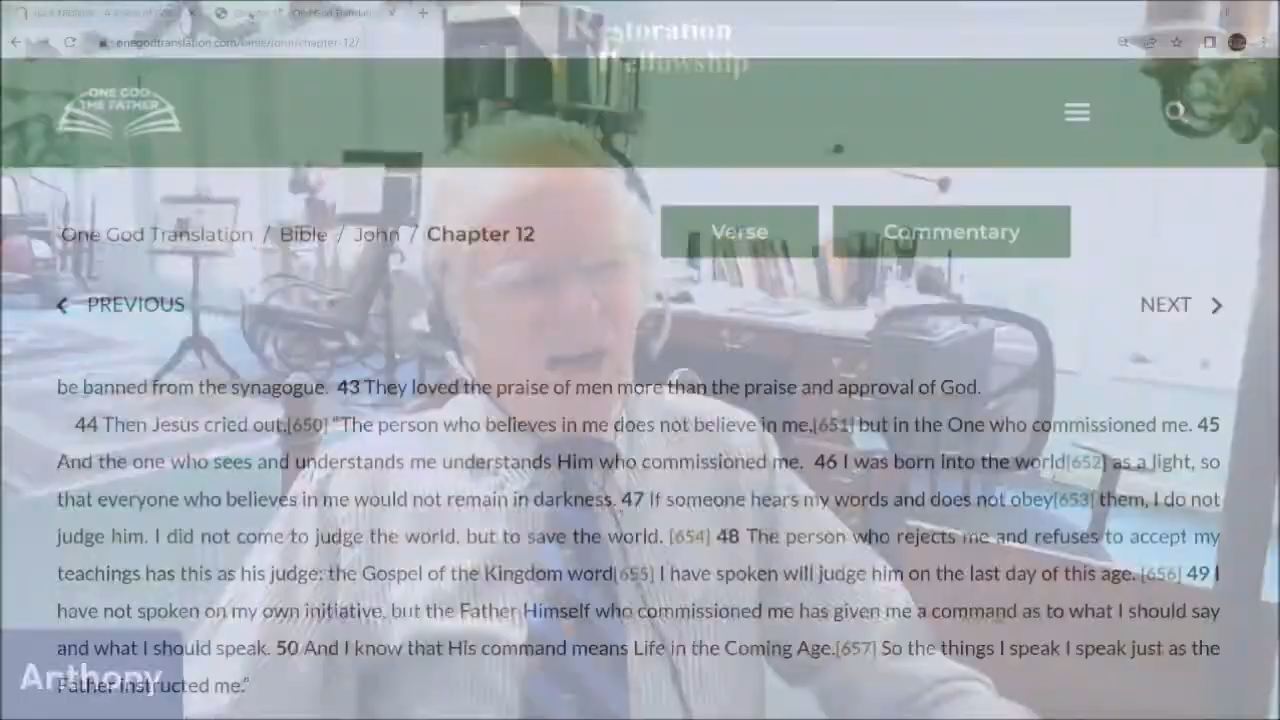 Restoration
Fellowship
onegodtranslation.com/bible/john/chapter-12/
ONE GOD
THE FATHER
One God Translation / Bible / John / Chapter 12
Verse
Commentary
PREVIOUS
NEXT
be banned from the synagogue. 43 They loved the praise of men more than the praise and approval of God.
44 Then Jesus cried out,[650] “The person who believes in me does not believe in me,[651] but in the One who commissioned me. 45
And the one who sees and understands me understands Him who commissioned me. 46 I was born into the world[652] as a light, so
that everyone who believes in me would not remain in darkness. 47 If someone hears my words and does not obey[653] them, I do not
judge him. I did not come to judge the world, but to save the world. [654] 48 The person who rejects me and refuses to accept my
teachings has this as his judge: the Gospel of the Kingdom word[655] I have spoken will judge him on the last day of this age. [656] 49 I
have not spoken on my own initiative, but the Father Himself who commissioned me has given me a command as to what I should say
and what I should speak. 50 And I know that His command means Life in the Coming Age.[657] So the things I speak I speak just as the
Father instructed me.”
Anthony